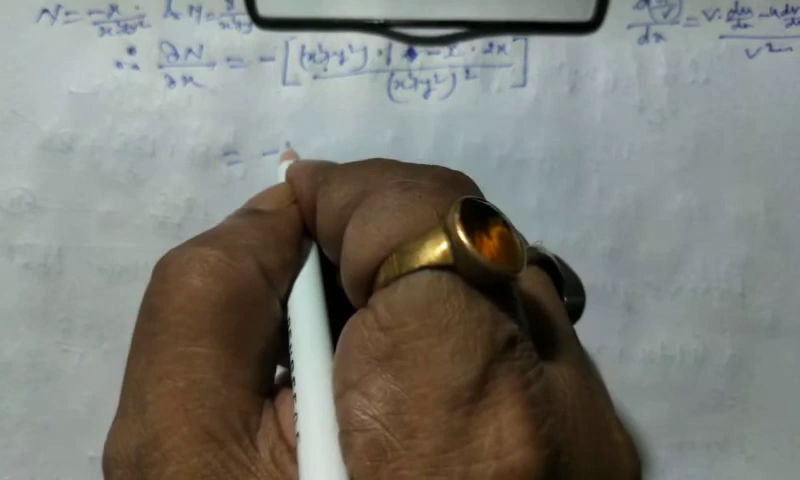 N = -x / x²+y² & M = y / x²+y² d(u/v) / dx = v · du/dx - u dv/dx / v²
∴ ∂N/∂x = - [ (x²+y²) · 1 - x · 2x / (x²+y²)² ]
= -